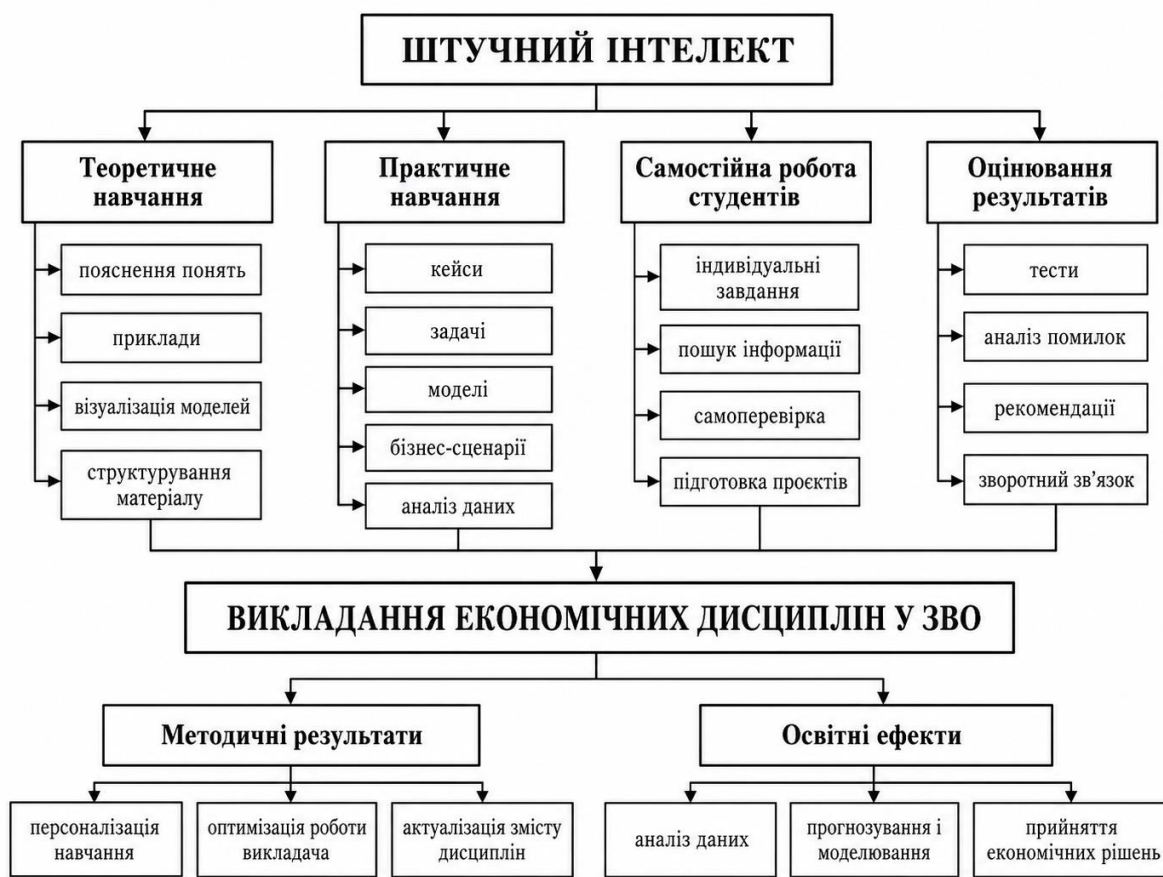 ШТУЧНИЙ ІНТЕЛЕКТ
Теоретичне
навчання
пояснення понять
приклади
візуалізація моделей
структурування
матеріалу
Практичне
навчання
кейси
задачі
моделі
бізнес-сценарії
аналіз даних
Самостійна робота
студентів
індивідуальні
завдання
пошук інформації
самоперевірка
підготовка проєктів
Оцінювання
результатів
тести
аналіз помилок
рекомендації
зворотний зв’язок
ВИКЛАДАННЯ ЕКОНОМІЧНИХ ДИСЦИПЛІН У ЗВО
Методичні результати
персоналізація
навчання
оптимізація роботи
викладача
актуалізація змісту
дисциплін
Освітні ефекти
аналіз даних
прогнозування і
моделювання
прийняття
економічних рішень